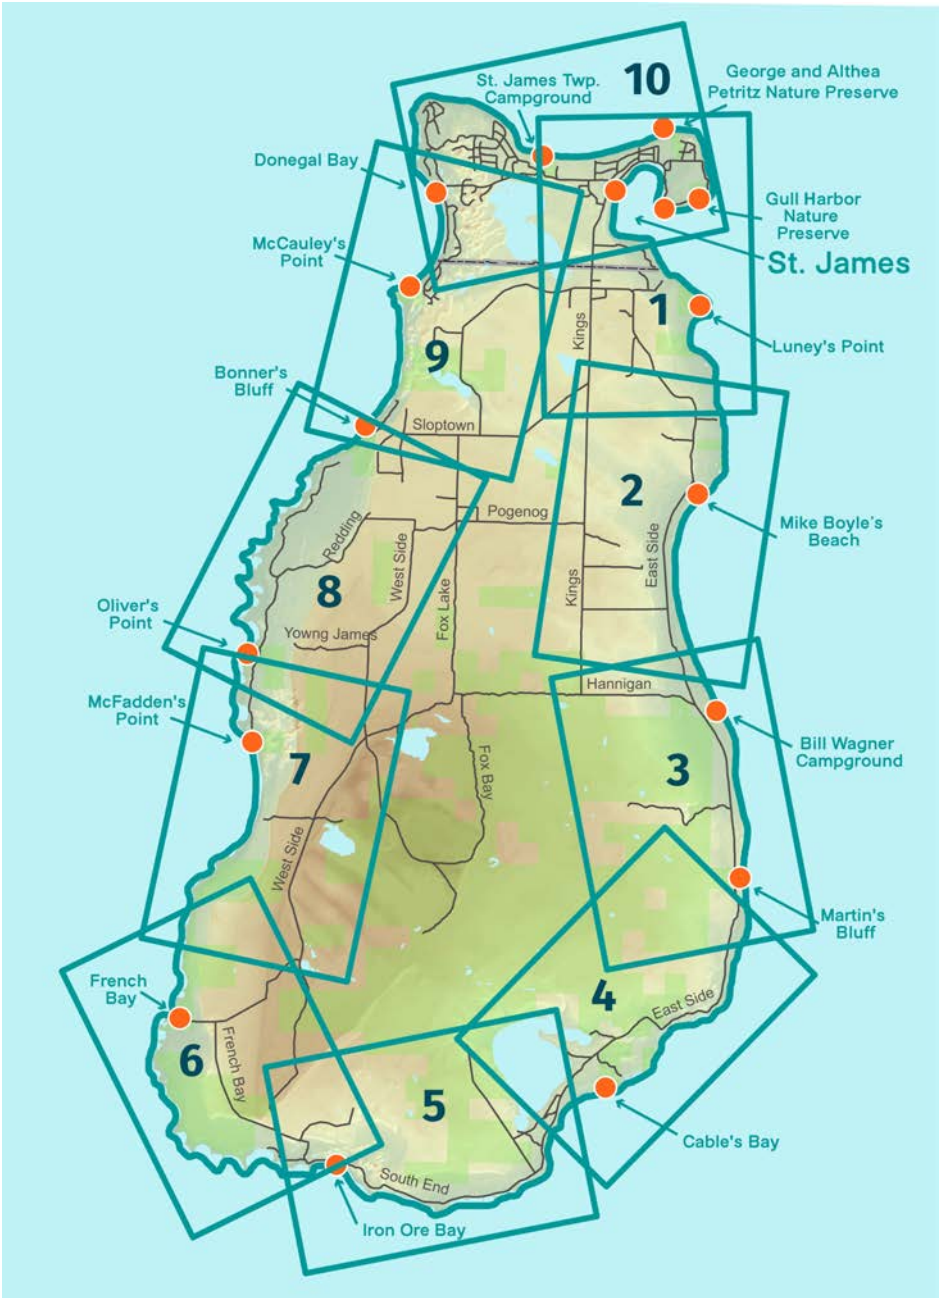 10
George and Althea
Petritz Nature Preserve
St. James Twp.
Campground
Donegal Bay
Gull Harbor
Nature
Preserve
McCauley's
Point
St. James
1
Kings
Luney's Point
9
Bonner's
Bluff
Sloptown
2
Pogenog
Mike Boyle's
Beach
Redding
West Side
East Side
8
Kings
Fox Lake
Oliver's
Point
Yowng James
Hannigan
McFadden's
Point
Bill Wagner
Campground
7
Fox Bay
3
West Side
Martin's
Bluff
French
Bay
4
East Side
6
French Bay
5
Cable's Bay
South End
Iron Ore Bay